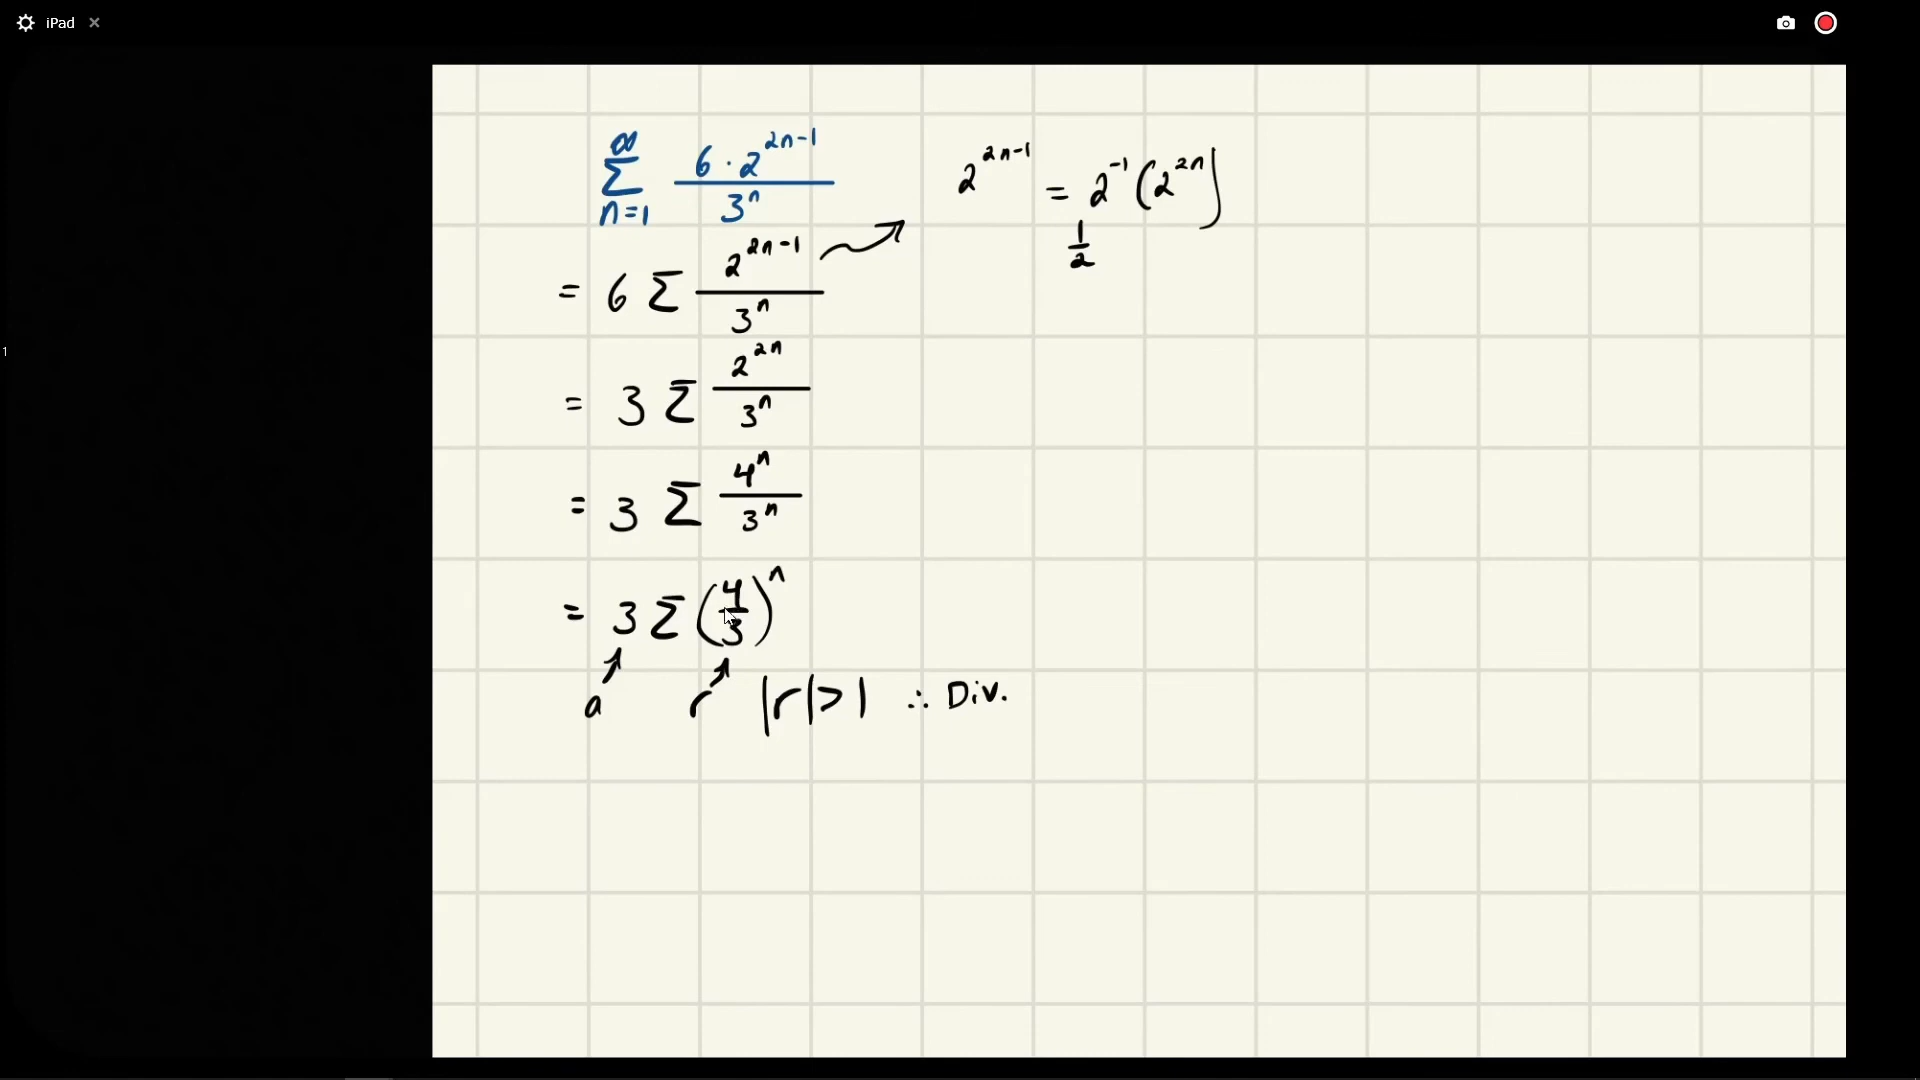 iPad ×
1
∞
Σ 6 · 2^(2n-1) / 3^n
n=1
2^(2n-1) = 2^(-1) (2^(2n))
1/2
= 6 Σ 2^(2n-1) / 3^n
= 3 Σ 2^(2n) / 3^n
= 3 Σ 4^n / 3^n
= 3 Σ (4/3)^n
a r |r| > 1 ∴ Div.